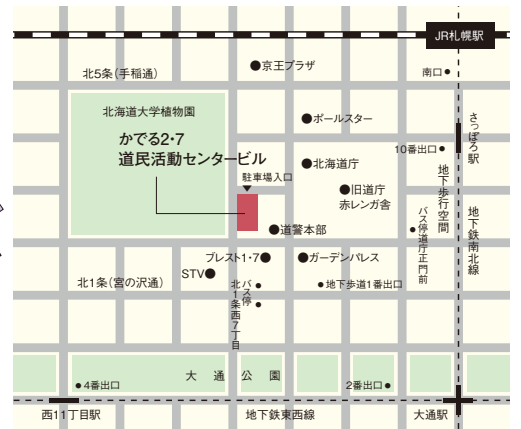 JR札幌駅
京王プラザ
北5条(手稲通)
南口
北海道大学植物園
ポールスター
さっぽろ駅
かでる2・7
道民活動センタービル
10番出口
北海道庁
駐車場入口
旧道庁
赤レンガ舎
地下歩行空間
バス停道庁正門前
地下鉄南北線
道警本部
プレスト1・7
ガーデンパレス
STV
北1条(宮の沢通)
バス停
北1条西7丁目
地下歩道1番出口
大通公園
4番出口
2番出口
西11丁目駅
地下鉄東西線
大通駅